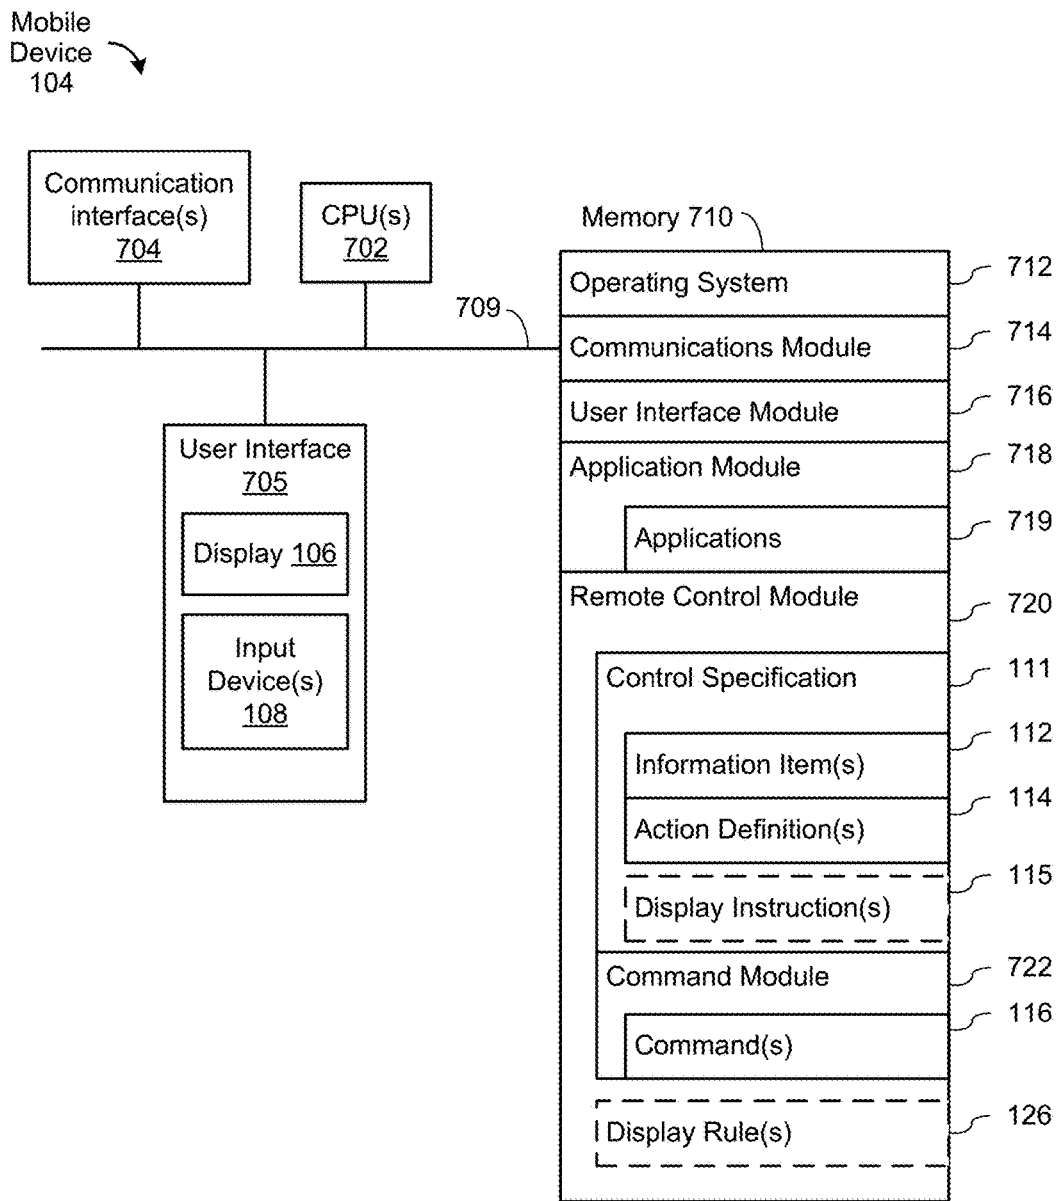 Mobile
Device
104
Communication
interface(s)
704
CPU(s)
702
709
User Interface
705
Display 106
Input
Device(s)
108
Memory 710
Operating System
712
Communications Module
714
User Interface Module
716
Application Module
718
Applications
719
Remote Control Module
720
Control Specification
111
Information Item(s)
112
Action Definition(s)
114
Display Instruction(s)
115
Command Module
722
Command(s)
116
Display Rule(s)
126